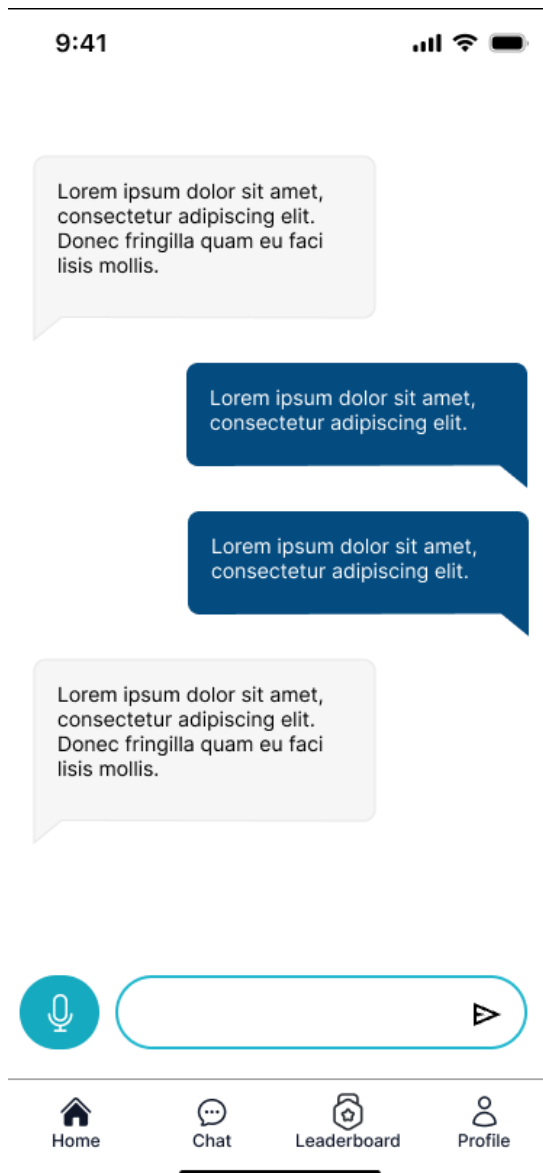 9:41
Lorem ipsum dolor sit amet,
consectetur adipiscing elit.
Donec fringilla quam eu faci
lisis mollis.
Lorem ipsum dolor sit amet,
consectetur adipiscing elit.
Lorem ipsum dolor sit amet,
consectetur adipiscing elit.
Lorem ipsum dolor sit amet,
consectetur adipiscing elit.
Donec fringilla quam eu faci
lisis mollis.
Home Chat Leaderboard Profile